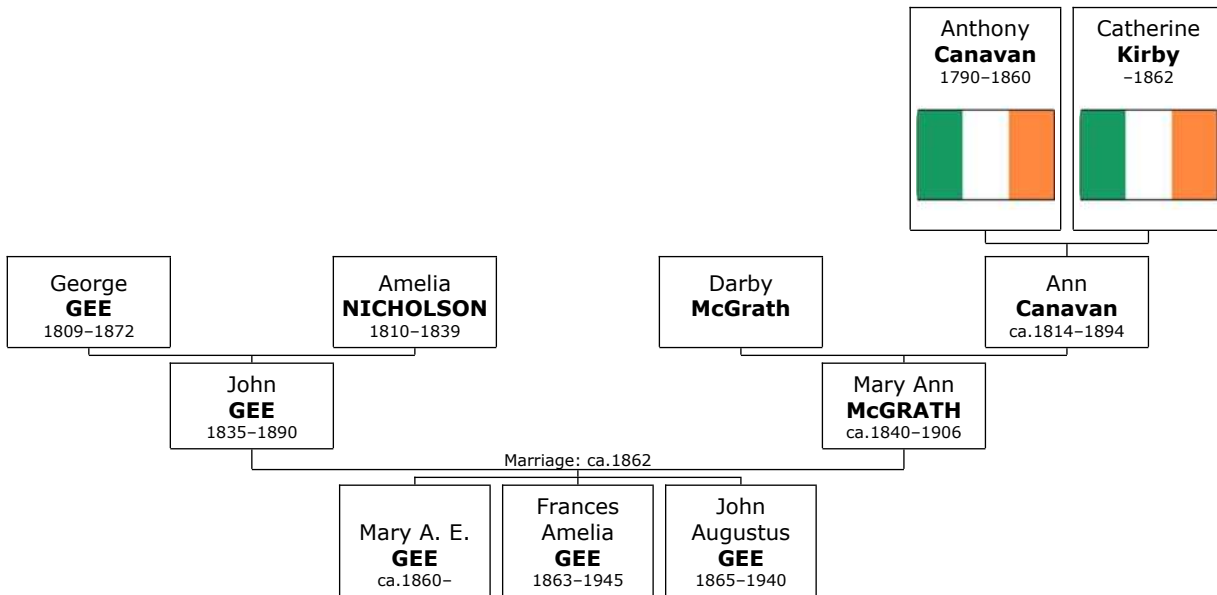 Anthony
Canavan
1790–1860
Catherine
Kirby
–1862
George
GEE
1809–1872
Amelia
NICHOLSON
1810–1839
Darby
McGrath
Ann
Canavan
ca.1814–1894
John
GEE
1835–1890
Mary Ann
McGRATH
ca.1840–1906
Marriage: ca.1862
Mary A. E.
GEE
ca.1860–
Frances
Amelia
GEE
1863–1945
John
Augustus
GEE
1865–1940